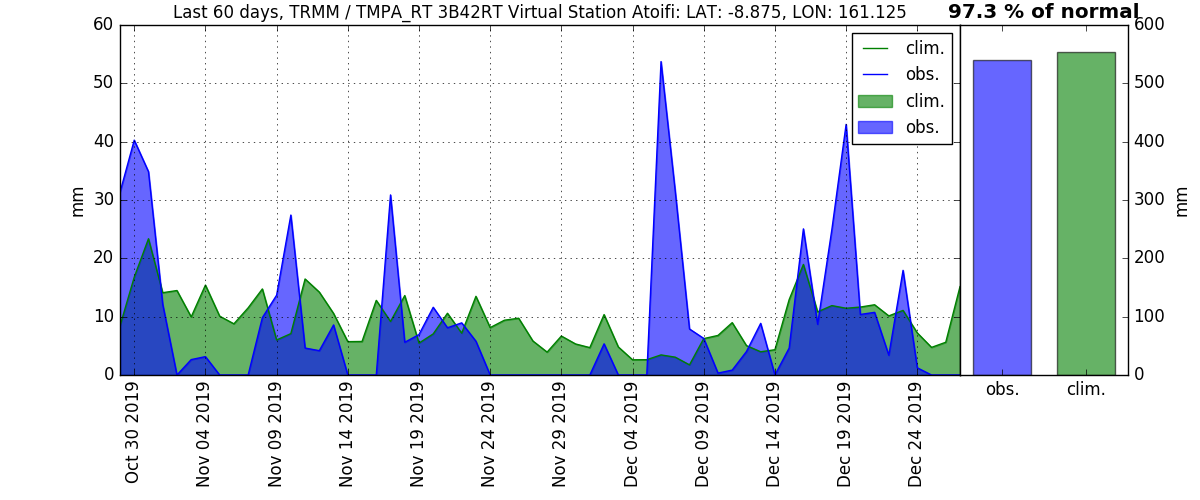 Last 60 days, TRMM / TMPA_RT 3B42RT Virtual Station Atoifi: LAT: -8.875, LON: 161.125
97.3 % of normal
60
50
40
30
20
10
0
mm
clim.
obs.
clim.
obs.
Oct 30 2019
Nov 04 2019
Nov 09 2019
Nov 14 2019
Nov 19 2019
Nov 24 2019
Nov 29 2019
Dec 04 2019
Dec 09 2019
Dec 14 2019
Dec 19 2019
Dec 24 2019
600
500
400
300
200
100
0
mm
obs.
clim.